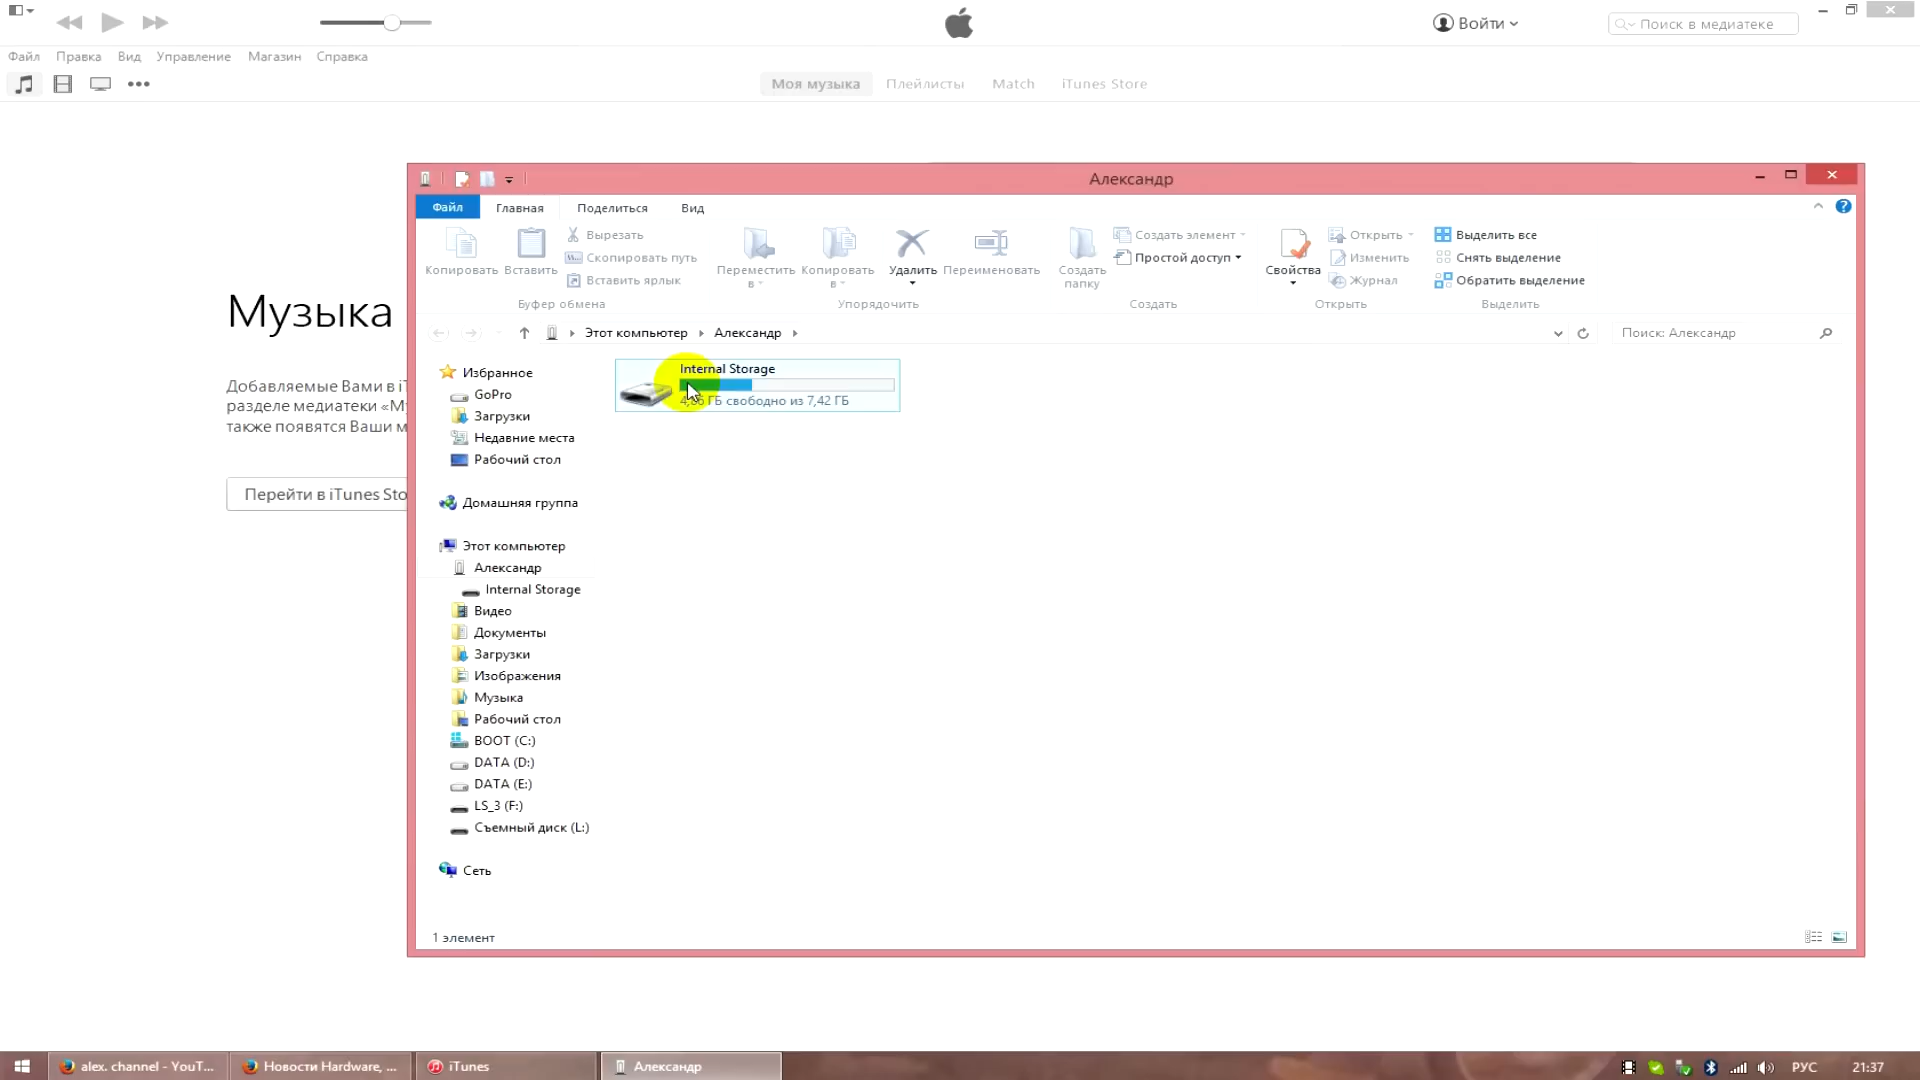 Войти
Поиск в медиатеке
Файл Правка Вид Управление Магазин Справка
Моя музыка Плейлисты Match iTunes Store
Музыка
Добавляемые Вами в iT
разделе медиатеки «Му
также появятся Ваши м
Перейти в iTunes Sto
Александр
Файл Главная Поделиться Вид
Копировать Вставить Вырезать
Скопировать путь
Вставить ярлык
Буфер обмена
Переместить в Копировать в Удалить Переименовать
Упорядочить
Создать папку Создать элемент
Простой доступ
Создать
Свойства Открыть
Изменить
Журнал
Открыть
Выделить все
Снять выделение
Обратить выделение
Выделить
Этот компьютер Александр
Поиск: Александр
Избранное
GoPro
Загрузки
Недавние места
Рабочий стол
Домашняя группа
Этот компьютер
Александр
Internal Storage
Видео
Документы
Загрузки
Изображения
Музыка
Рабочий стол
BOOT (C:)
DATA (D:)
DATA (E:)
LS_3 (F:)
Съемный диск (L:)
Сеть
Internal Storage
ГБ свободно из 7,42 ГБ
1 элемент
alex. channel - YouT... Новости Hardware, ... iTunes Александр
РУС 21:37